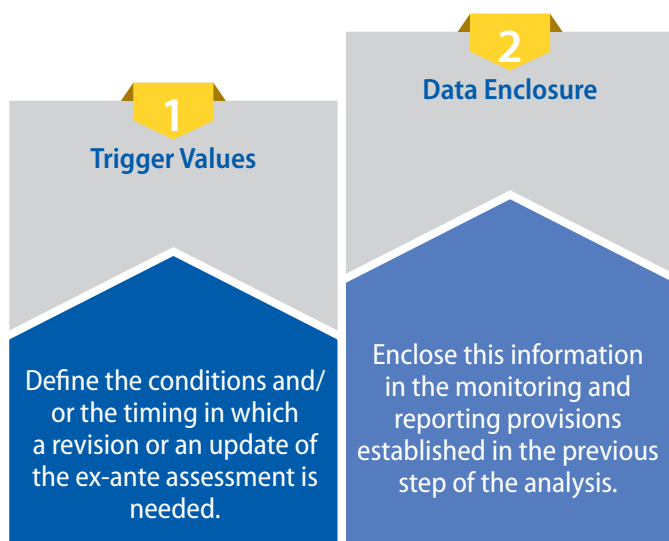 1
Trigger Values
Define the conditions and/
or the timing in which
a revision or an update of
the ex-ante assessment is
needed.
2
Data Enclosure
Enclose this information
in the monitoring and
reporting provisions
established in the previous
step of the analysis.